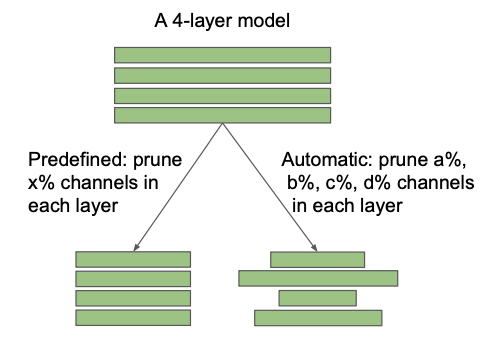 A 4-layer model
Predefined: prune
x% channels in
each layer
Automatic: prune a%,
b%, c%, d% channels
in each layer